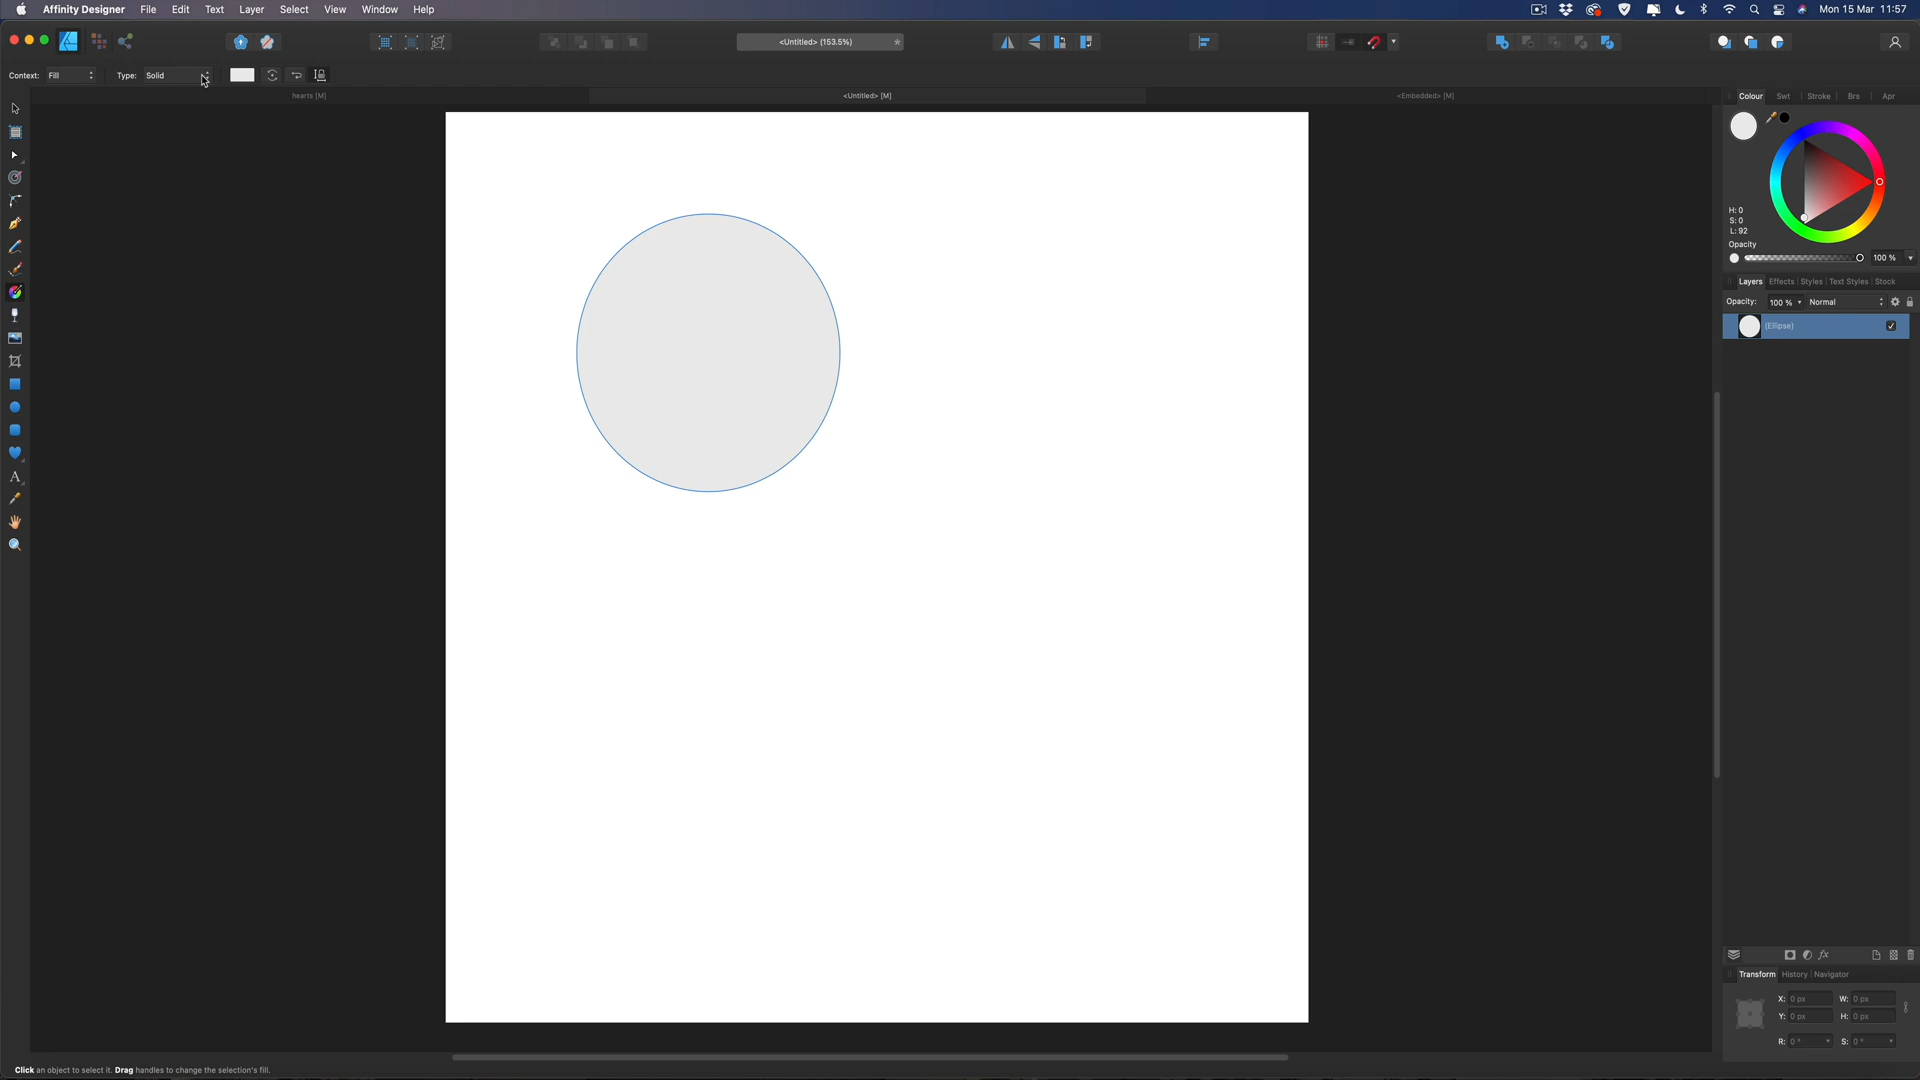 Affinity Designer File Edit Text Layer Select View Window Help Mon 15 Mar 11:57
<Untitled> (153.5%)
Context: Fill Type: Solid
hearts [M] <Untitled> [M] <Embedded> [M]
Colour Swt Stroke Brs Apr
H: 0
S: 0
L: 92
Opacity
100 %
Layers Effects Styles Text Styles Stock
Opacity: 100 % Normal
(Ellipse)
A
fx
Transform History Navigator
X: 0 px W: 0 px
Y: 0 px H: 0 px
R: 0 ° S: 0 °
Click an object to select it. Drag handles to change the selection's fill.